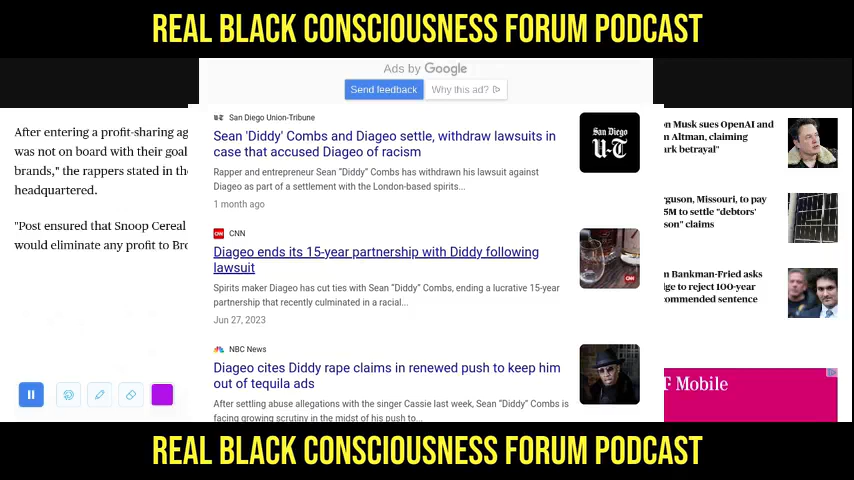 REAL BLACK CONSCIOUSNESS FORUM PODCAST
Ads by Google
Send feedback
Why this ad?
After entering a profit-sharing ag
was not on board with their goal
brands," the rappers stated in the
headquartered.
"Post ensured that Snoop Cereal
would eliminate any profit to Bro
San Diego Union-Tribune
Sean 'Diddy' Combs and Diageo settle, withdraw lawsuits in
case that accused Diageo of racism
Rapper and entrepreneur Sean "Diddy" Combs has withdrawn his lawsuit against
Diageo as part of a settlement with the London-based spirits...
1 month ago
San Diego
U-T
CNN
Diageo ends its 15-year partnership with Diddy following
lawsuit
Spirits maker Diageo has cut ties with Sean "Diddy" Combs, ending a lucrative 15-year
partnership that recently culminated in a racial...
Jun 27, 2023
CNN
NBC News
Diageo cites Diddy rape claims in renewed push to keep him
out of tequila ads
After settling abuse allegations with the singer Cassie last week, Sean "Diddy" Combs is
facing growing scrutiny in the midst of his push to...
on Musk sues OpenAI and
m Altman, claiming
ark betrayal"
guson, Missouri, to pay
5M to settle "debtors'
son" claims
n Bankman-Fried asks
dge to reject 100-year
commended sentence
T Mobile
REAL BLACK CONSCIOUSNESS FORUM PODCAST